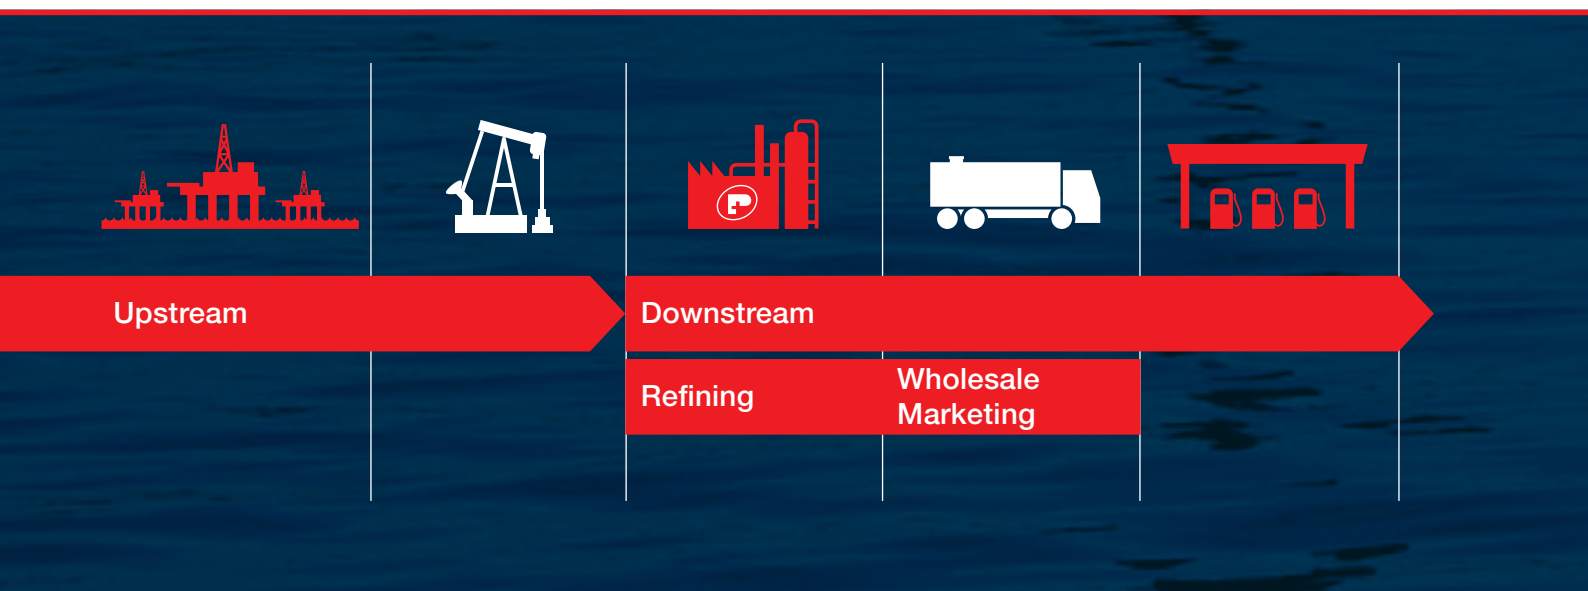 Upstream
Downstream
Refining
Wholesale
Marketing
P